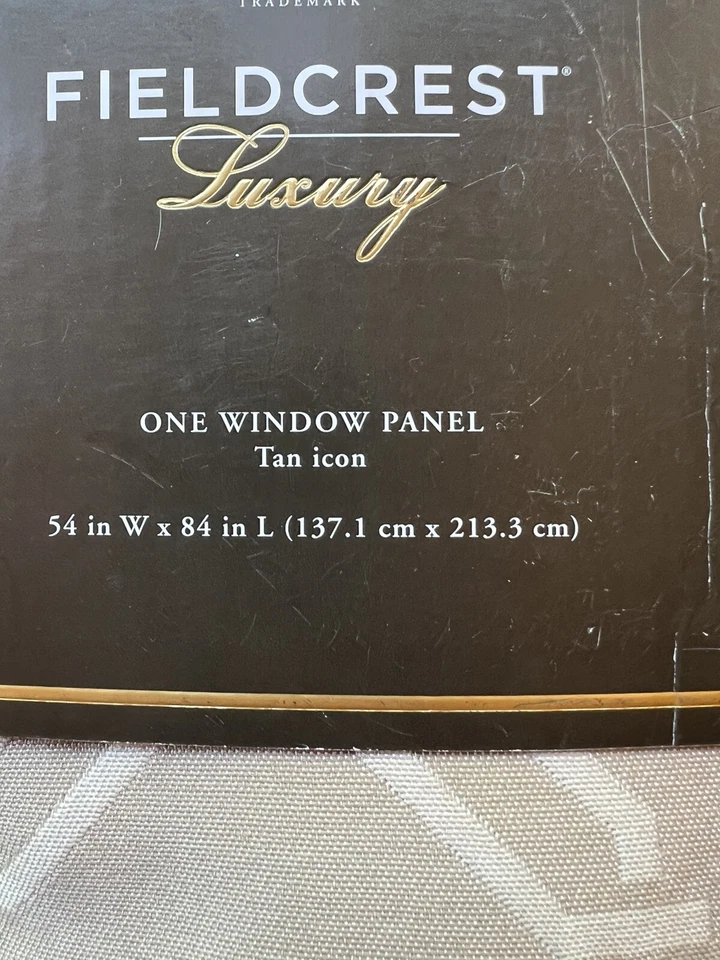 TRADEMARK
FIELDCREST®
Luxury
ONE WINDOW PANEL
Tan icon
54 in W x 84 in L (137.1 cm x 213.3 cm)